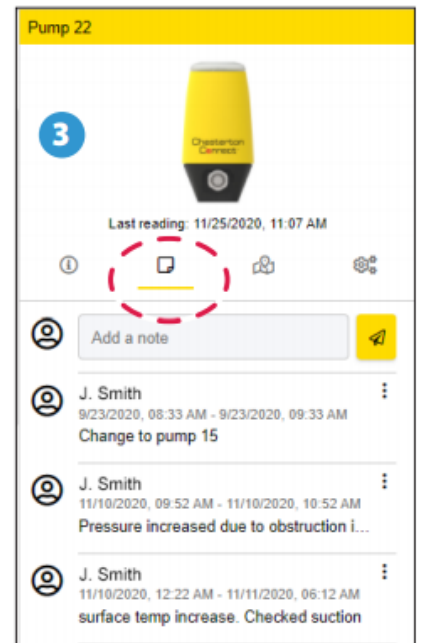 Pump 22
3
Chesterton
Connect
Last reading: 11/25/2020, 11:07 AM
Add a note
J. Smith
9/23/2020, 08:33 AM - 9/23/2020, 09:33 AM
Change to pump 15
J. Smith
11/10/2020, 09:52 AM - 11/10/2020, 10:52 AM
Pressure increased due to obstruction i...
J. Smith
11/10/2020, 12:22 AM - 11/11/2020, 06:12 AM
surface temp increase. Checked suction